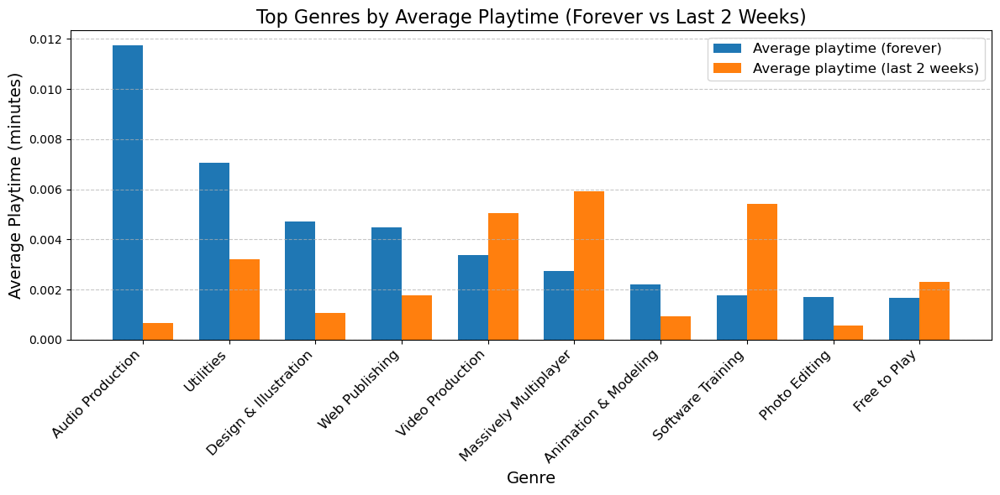 Top Genres by Average Playtime (Forever vs Last 2 Weeks)
Average playtime (forever)
Average playtime (last 2 weeks)
Average Playtime (minutes)
0.012
0.010
0.008
0.006
0.004
0.002
0.000
Audio Production
Utilities
Design & Illustration
Web Publishing
Video Production
Massively Multiplayer
Animation & Modeling
Software Training
Photo Editing
Free to Play
Genre